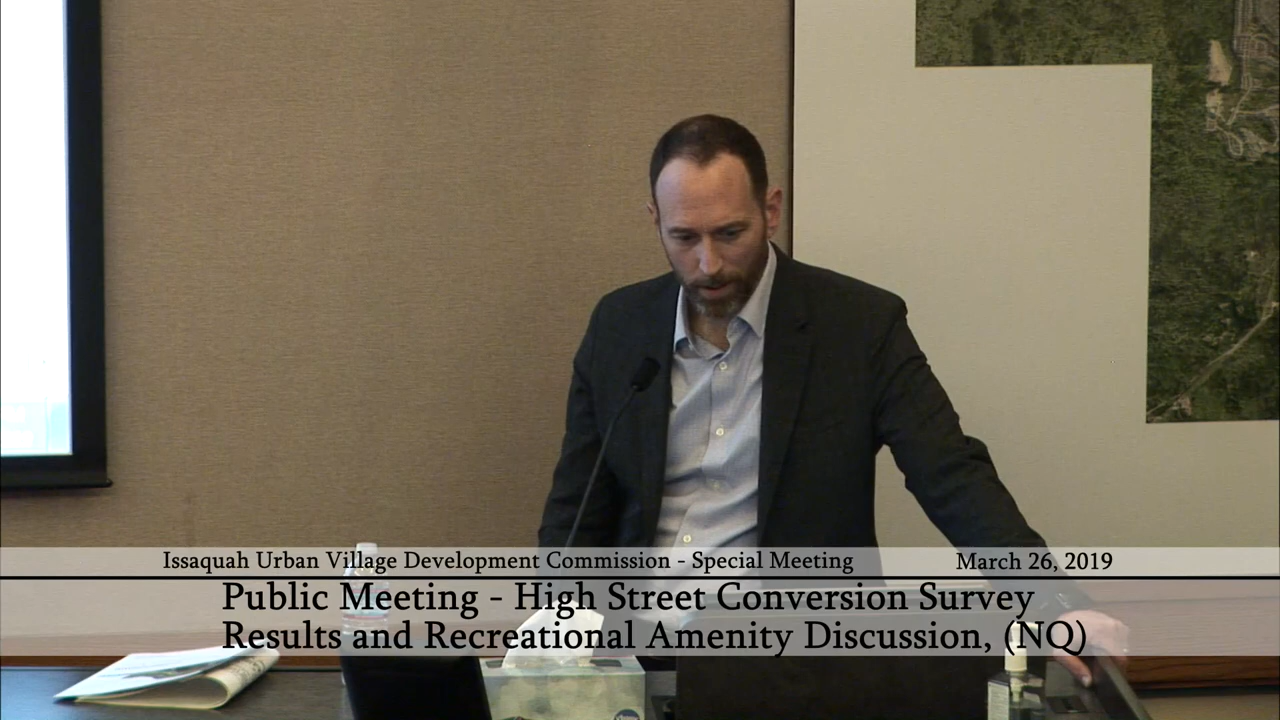 Issaquah Urban Village Development Commission - Special Meeting
March 26, 2019
Public Meeting - High Street Conversion Survey
Results and Recreational Amenity Discussion, (NQ)